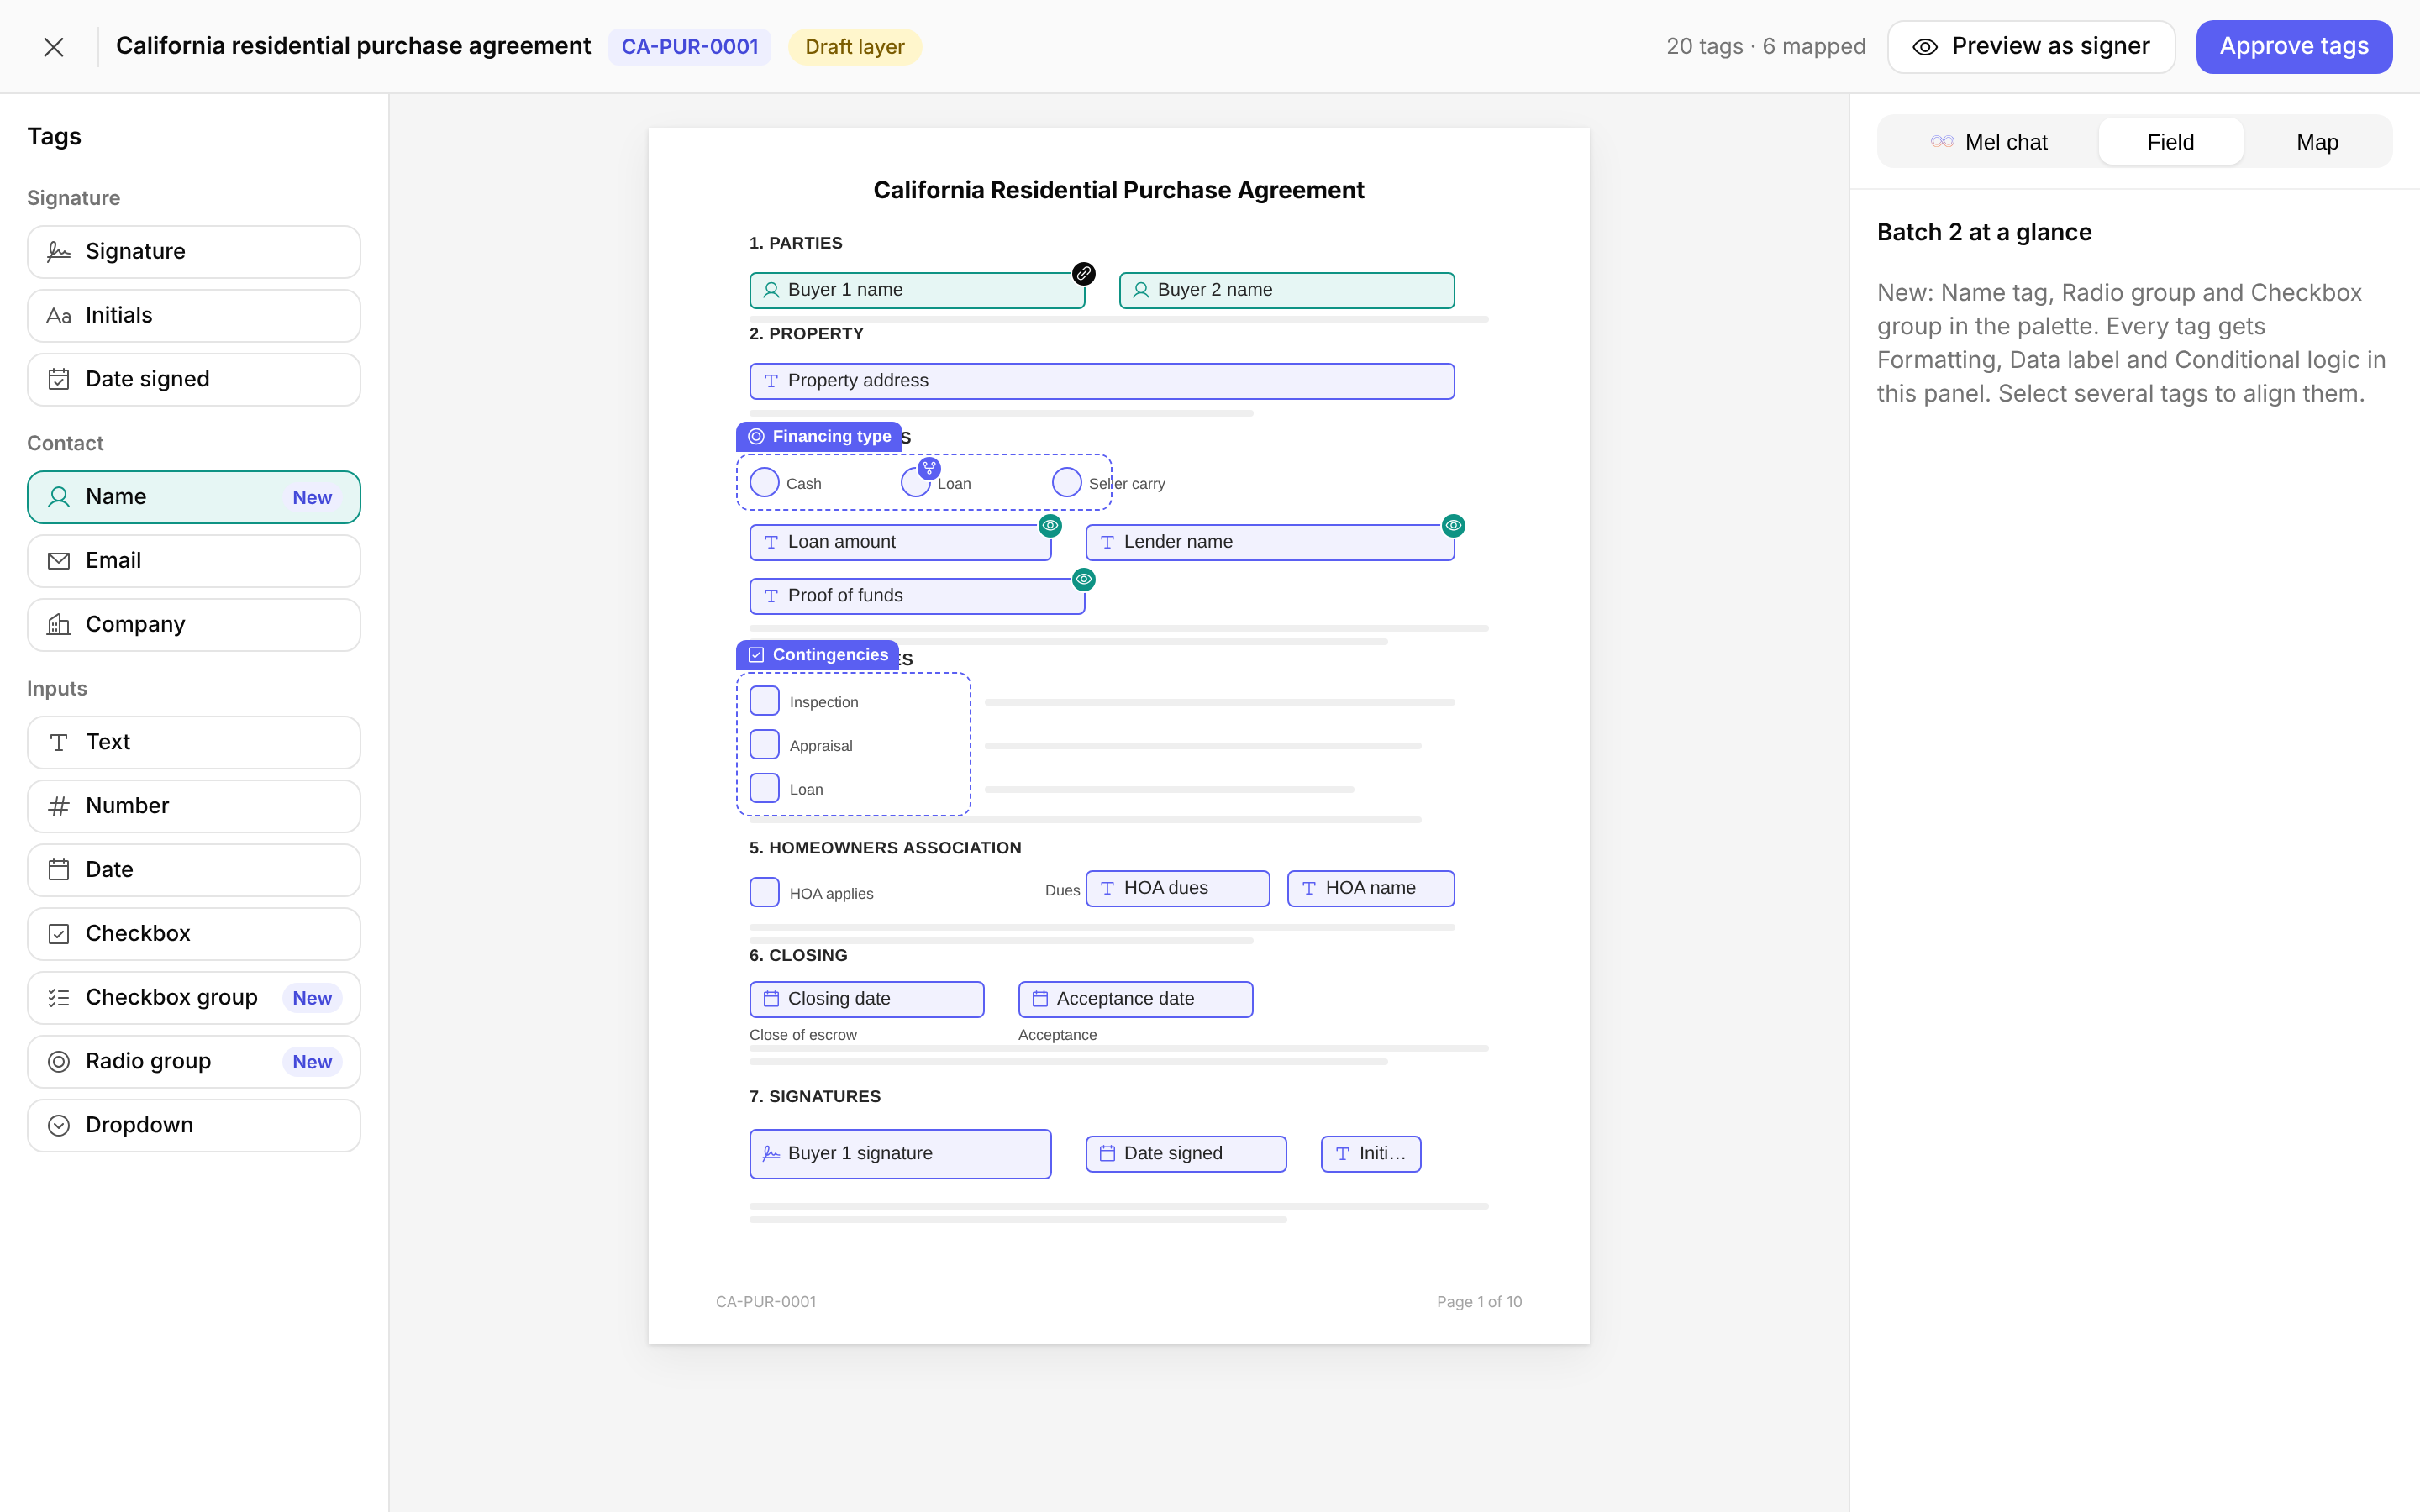 California residential purchase agreement
CA-PUR-0001
Draft layer
20 tags · 6 mapped
Preview as signer
Approve tags
Tags
Signature
Signature
Initials
Date signed
Contact
Name New
Email
Company
Inputs
Text
Number
Date
Checkbox
Checkbox group New
Radio group New
Dropdown
California Residential Purchase Agreement
1. PARTIES
Buyer 1 name
Buyer 2 name
2. PROPERTY
Property address
Financing type
S
Cash
Loan
Seller carry
Loan amount
Lender name
Proof of funds
Contingencies
ES
Inspection
Appraisal
Loan
5. HOMEOWNERS ASSOCIATION
HOA applies
Dues
HOA dues
HOA name
6. CLOSING
Closing date
Acceptance date
Close of escrow
Acceptance
7. SIGNATURES
Buyer 1 signature
Date signed
Initi...
CA-PUR-0001
Page 1 of 10
Mel chat
Field
Map
Batch 2 at a glance
New: Name tag, Radio group and Checkbox
group in the palette. Every tag gets
Formatting, Data label and Conditional logic in
this panel. Select several tags to align them.